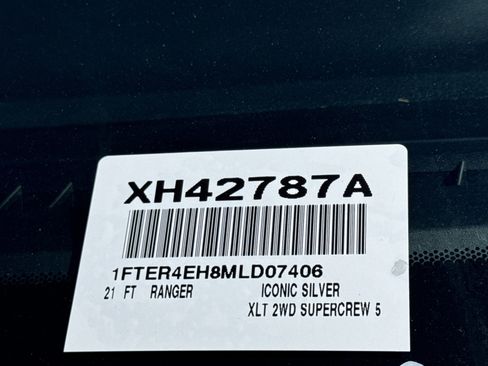 XH42787A
1FTER4EH8MLD07406
21 FT RANGER ICONIC SILVER
XLT 2WD SUPERCREW 5